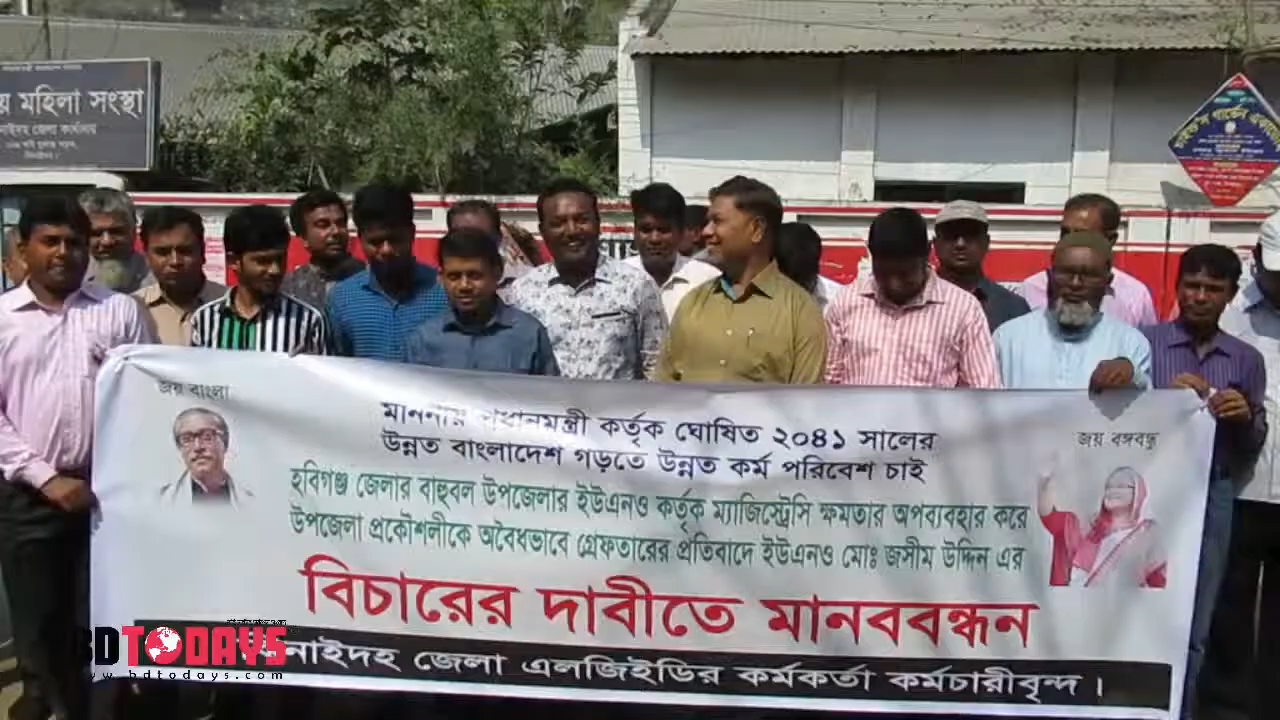 য় মহিলা সংস্থা
জয় বাংলা
মাননীয় প্রধানমন্ত্রী কর্তৃক ঘোষিত ২০৪১ সালের
উন্নত বাংলাদেশ গড়তে উন্নত কর্ম পরিবেশ চাই
জয় বঙ্গবন্ধু
হবিগঞ্জ জেলার বাহুবল উপজেলার ইউএনও কর্তৃক ম্যাজিস্ট্রেসি ক্ষমতার অপব্যবহার করে
উপজেলা প্রকৌশলীকে অবৈধভাবে গ্রেফতারের প্রতিবাদে ইউএনও মোঃ জসীম উদ্দিন এর
বিচারের দাবীতে মানববন্ধন
নাইদহ জেলা এলজিইডির কর্মকর্তা কর্মচারীবৃন্দ।
BDTODAYS
www.bdtodays.com